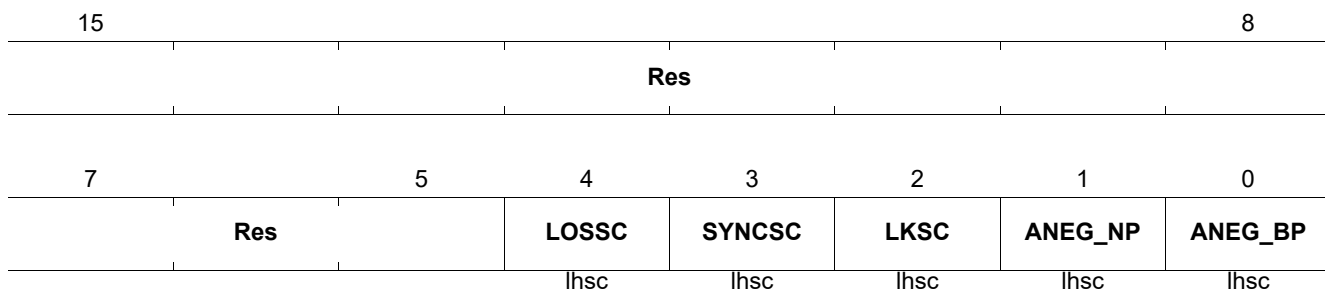 15 8
Res
7 5 4 3 2 1 0
Res LOSSC SYNCSC LKSC ANEG_NP ANEG_BP
lhsc lhsc lhsc lhsc lhsc